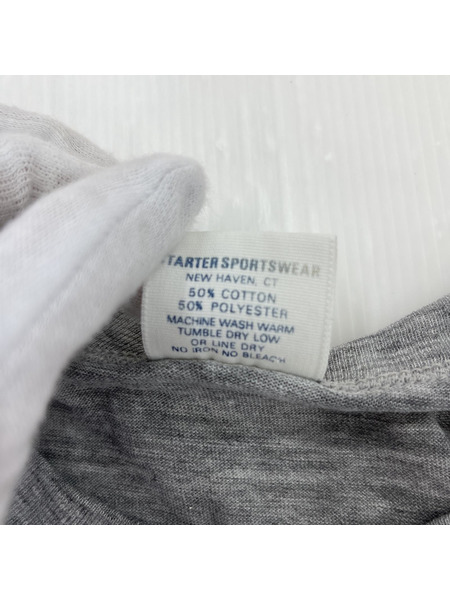 STARTER SPORTSWEAR
NEW HAVEN, CT
50% COTTON
50% POLYESTER
MACHINE WASH WARM
TUMBLE DRY LOW
OR LINE DRY
NO IRON NO BLEACH